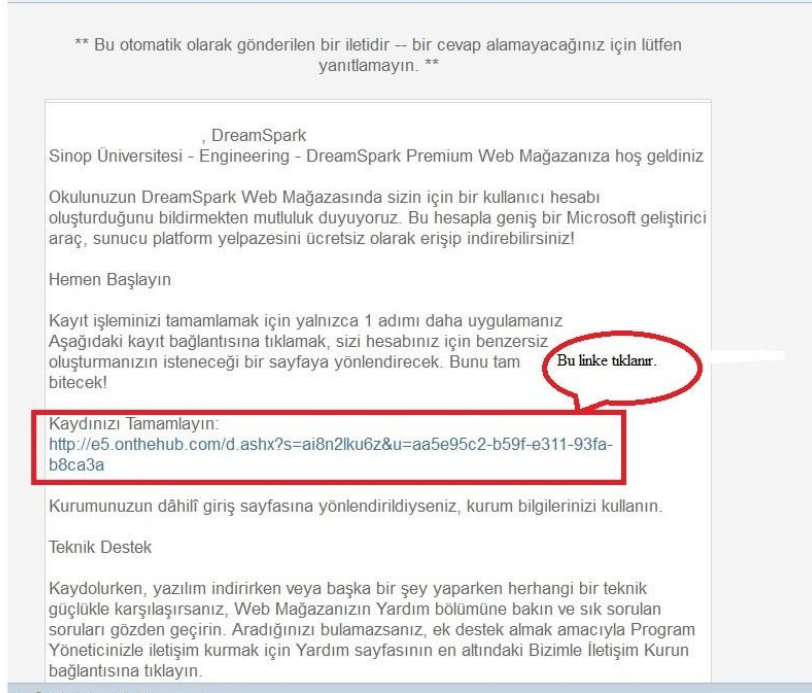 ** Bu otomatik olarak gönderilen bir iletidir -- bir cevap alamayacağınız için lütfen
yanıtlamayın. **
, DreamSpark
Sinop Üniversitesi - Engineering - DreamSpark Premium Web Mağazanıza hoş geldiniz
Okulunuzun DreamSpark Web Mağazasında sizin için bir kullanıcı hesabı
oluşturduğunu bildirmekten mutluluk duyuyoruz. Bu hesapla geniş bir Microsoft geliştirici
araç, sunucu platform yelpazesini ücretsiz olarak erişip indirebilirsiniz!
Hemen Başlayın
Kayıt işleminizi tamamlamak için yalnızca 1 adımı daha uygulamanız
Aşağıdaki kayıt bağlantısına tıklamak, sizi hesabınız için benzersiz
oluşturmanızın isteneceği bir sayfaya yönlendirecek. Bunu tam
bitecek!
Bu linke tıklanır.
Kaydınızı Tamamlayın:
http://e5.onthehub.com/d.ashx?s=ai8n2lku6z&u=aa5e95c2-b59f-e311-93fa-
b8ca3a
Kurumunuzun dâhilî giriş sayfasına yönlendirildiyseniz, kurum bilgilerinizi kullanın.
Teknik Destek
Kaydolurken, yazılım indirirken veya başka bir şey yaparken herhangi bir teknik
güçlükle karşılaşırsanız, Web Mağazanızın Yardım bölümüne bakın ve sık sorulan
soruları gözden geçirin. Aradığınızı bulamazsanız, ek destek almak amacıyla Program
Yöneticinizle iletişim kurmak için Yardım sayfasının en altındaki Bizimle İletişim Kurun
bağlantısına tıklayın.